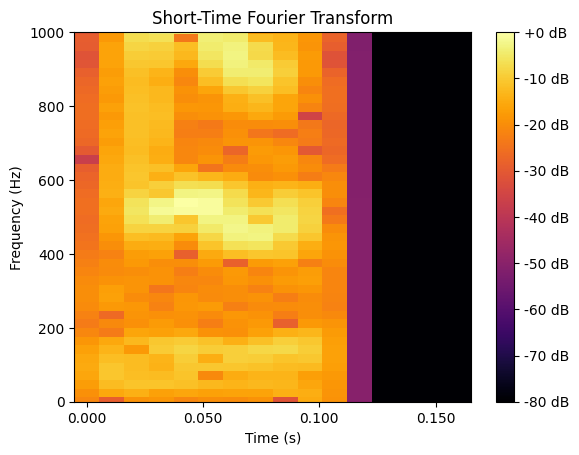 Short-Time Fourier Transform
1000
800
600
400
200
0
Frequency (Hz)
0.000
0.050
0.100
0.150
Time (s)
+0 dB
-10 dB
-20 dB
-30 dB
-40 dB
-50 dB
-60 dB
-70 dB
-80 dB